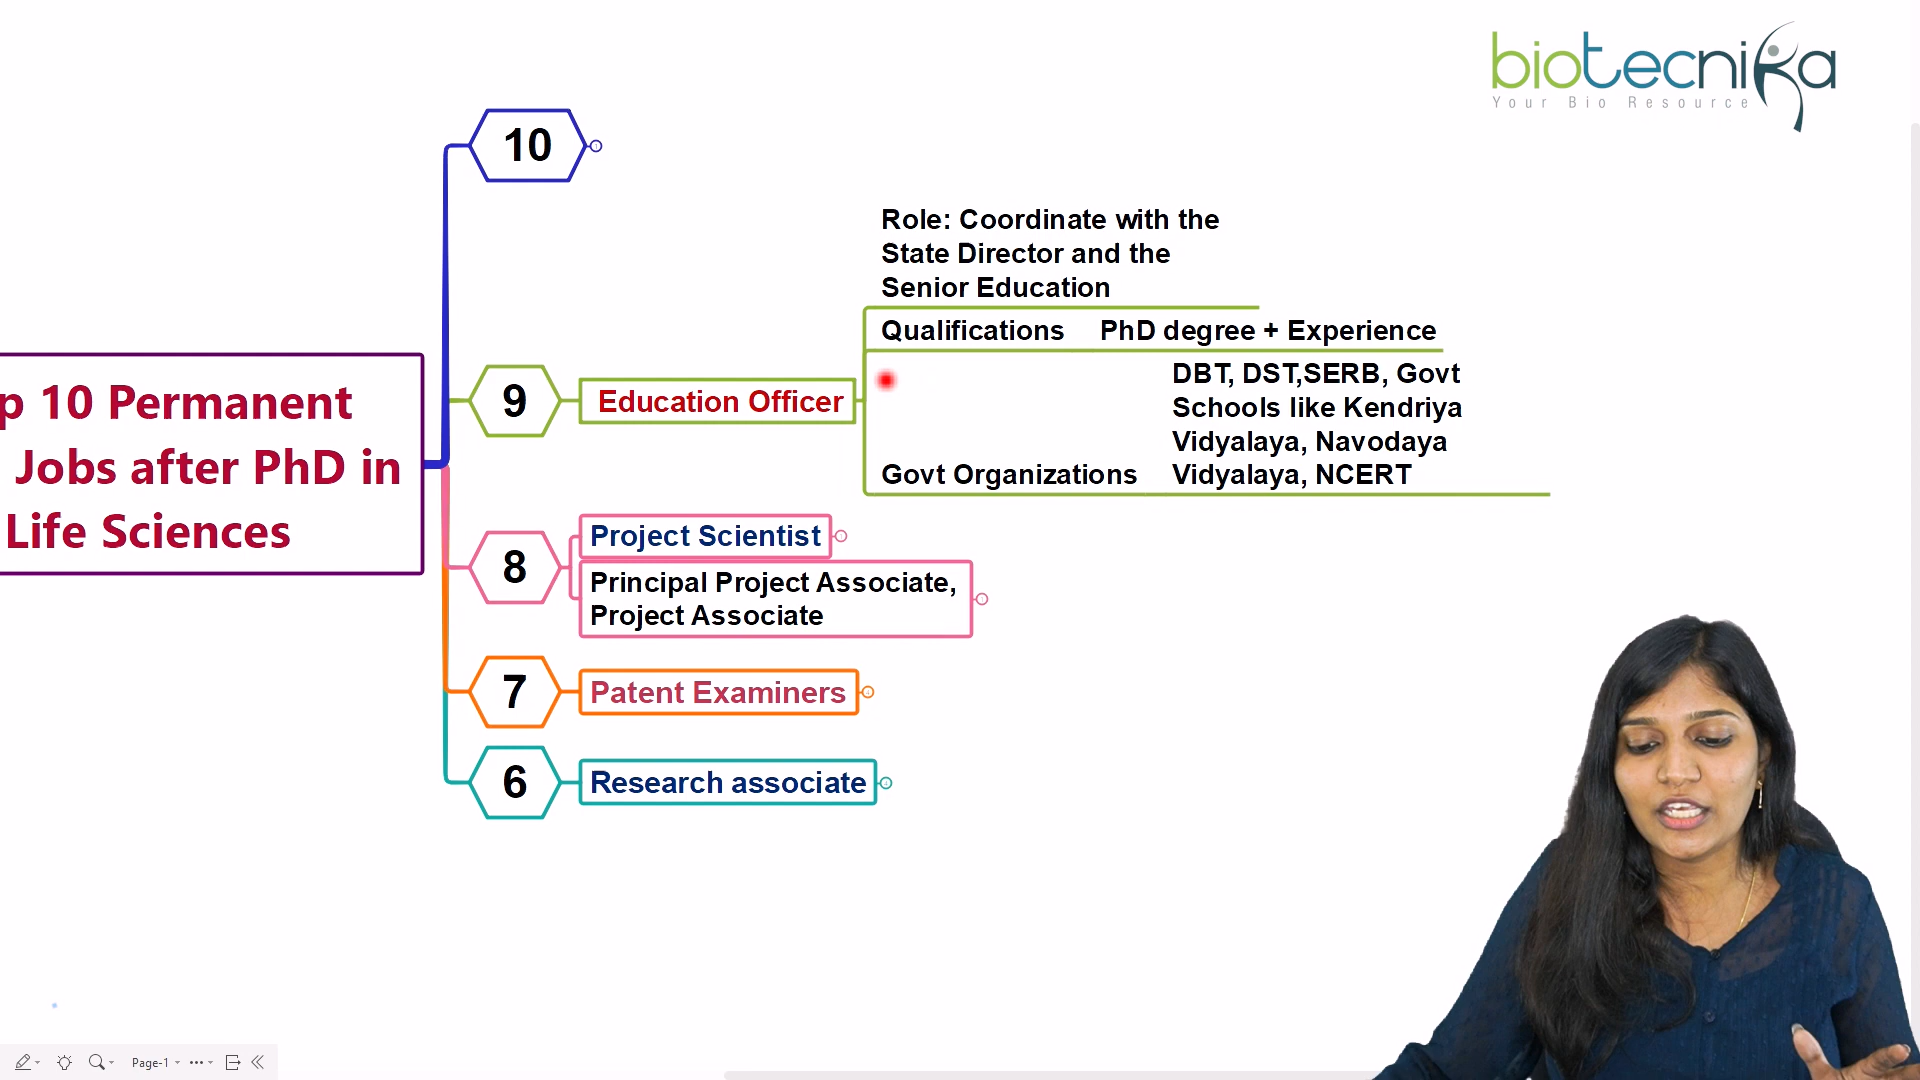 biotecnika
Your Bio Resource
10
Role: Coordinate with the
State Director and the
Senior Education
Qualifications PhD degree + Experience
9
Education Officer
DBT, DST,SERB, Govt
Schools like Kendriya
Vidyalaya, Navodaya
Govt Organizations Vidyalaya, NCERT
p 10 Permanent
Jobs after PhD in
Life Sciences
8
Project Scientist
Principal Project Associate,
Project Associate
7
Patent Examiners
6
Research associate
Page-1